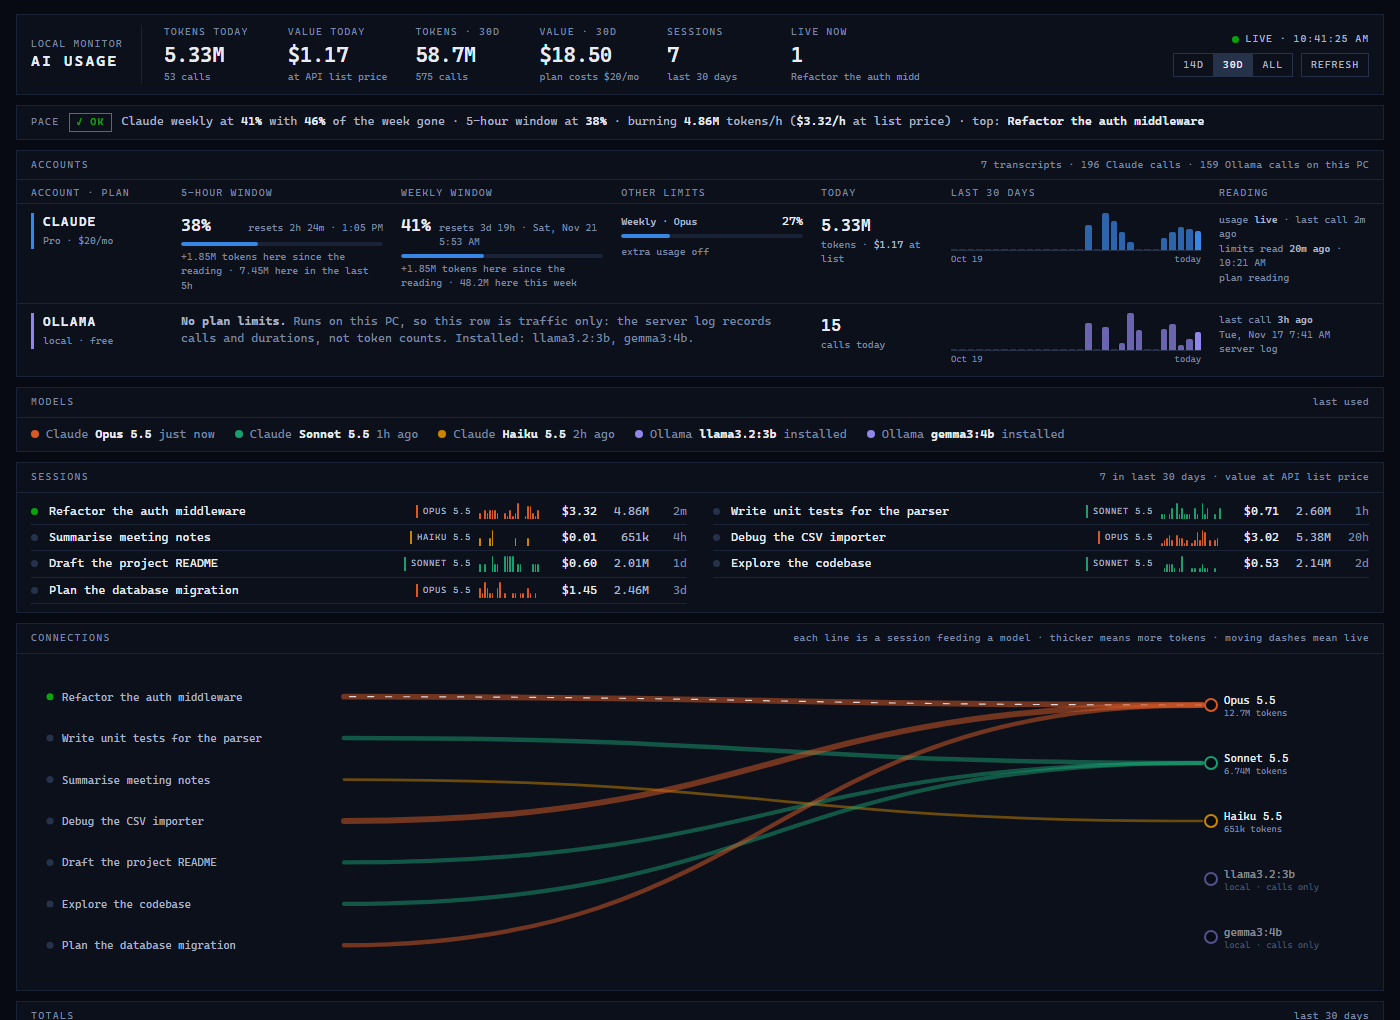 LOCAL MONITOR
AI USAGE
TOKENS TODAY
5.33M
53 calls
VALUE TODAY
$1.17
at API list price
TOKENS · 30D
58.7M
575 calls
VALUE · 30D
$18.50
plan costs $20/mo
SESSIONS
7
last 30 days
LIVE NOW
1
Refactor the auth midd
LIVE · 10:41:25 AM
14D 30D ALL REFRESH
PACE ✓ OK Claude weekly at 41% with 46% of the week gone · 5-hour window at 38% · burning 4.86M tokens/h ($3.32/h at list price) · top: Refactor the auth middleware
ACCOUNTS
7 transcripts · 196 Claude calls · 159 Ollama calls on this PC
ACCOUNT · PLAN 5-HOUR WINDOW WEEKLY WINDOW OTHER LIMITS TODAY LAST 30 DAYS READING
CLAUDE
Pro · $20/mo
38% resets 2h 24m · 1:05 PM
+1.85M tokens here since the
reading · 7.45M here in the last
5h
41% resets 3d 19h · Sat, Nov 21
5:53 AM
+1.85M tokens here since the
reading · 48.2M here this week
Weekly · Opus 27%
extra usage off
5.33M
tokens · $1.17 at
list
Oct 19 today
usage live · last call 2m
ago
limits read 20m ago ·
10:21 AM
plan reading
OLLAMA
local · free
No plan limits. Runs on this PC, so this row is traffic only: the server log records
calls and durations, not token counts. Installed: llama3.2:3b, gemma3:4b.
15
calls today
Oct 19 today
last call 3h ago
Tue, Nov 17 7:41 AM
server log
MODELS
last used
Claude Opus 5.5 just now Claude Sonnet 5.5 1h ago Claude Haiku 5.5 2h ago Ollama llama3.2:3b installed Ollama gemma3:4b installed
SESSIONS
7 in last 30 days · value at API list price
Refactor the auth middleware OPUS 5.5 $3.32 4.86M 2m
Write unit tests for the parser SONNET 5.5 $0.71 2.60M 1h
Summarise meeting notes HAIKU 5.5 $0.01 651k 4h
Debug the CSV importer OPUS 5.5 $3.02 5.38M 20h
Draft the project README SONNET 5.5 $0.60 2.01M 1d
Explore the codebase SONNET 5.5 $0.53 2.14M 2d
Plan the database migration OPUS 5.5 $1.45 2.46M 3d
CONNECTIONS
each line is a session feeding a model · thicker means more tokens · moving dashes mean live
Refactor the auth middleware
Write unit tests for the parser
Summarise meeting notes
Debug the CSV importer
Draft the project README
Explore the codebase
Plan the database migration
Opus 5.5
12.7M tokens
Sonnet 5.5
6.74M tokens
Haiku 5.5
651k tokens
llama3.2:3b
local · calls only
gemma3:4b
local · calls only
TOTALS
last 30 days